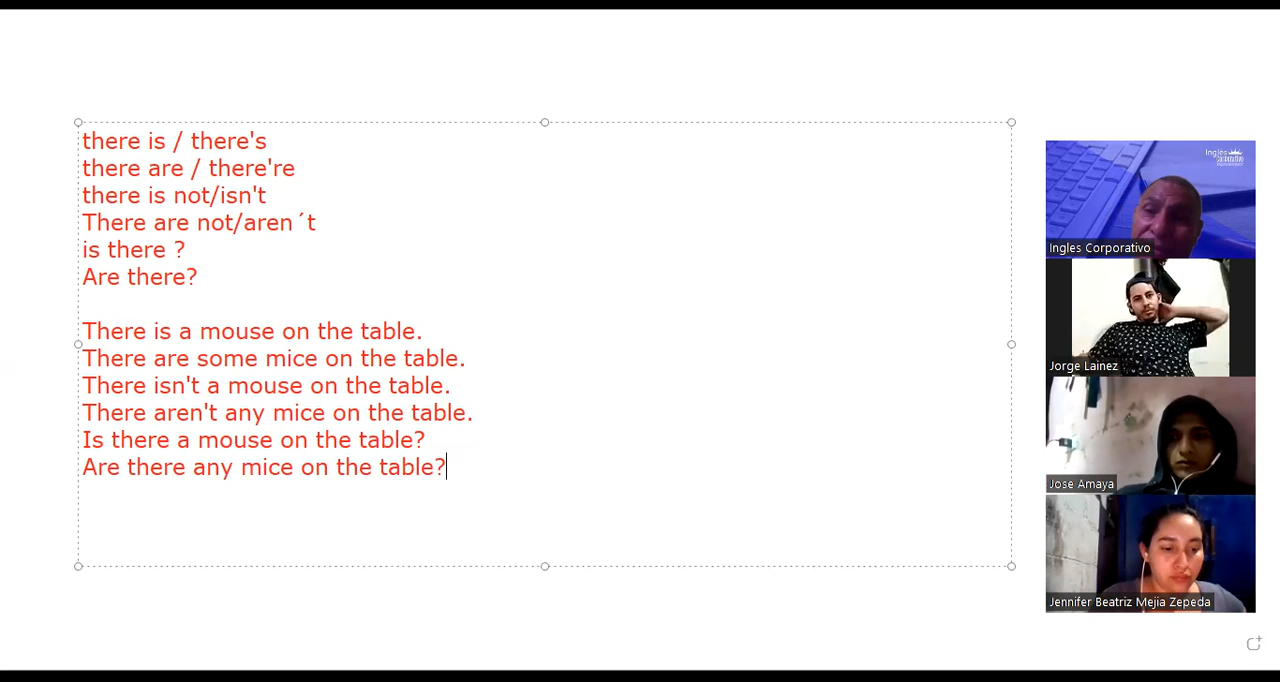 there is / there's
there are / there're
there is not/isn't
There are not/aren´t
is there ?
Are there?
There is a mouse on the table.
There are some mice on the table.
There isn't a mouse on the table.
There aren't any mice on the table.
Is there a mouse on the table?
Are there any mice on the table?
Inglés
Corporativo
Ingles Corporativo
Jorge Lainez
Jose Amaya
Jennifer Beatriz Mejia Zepeda